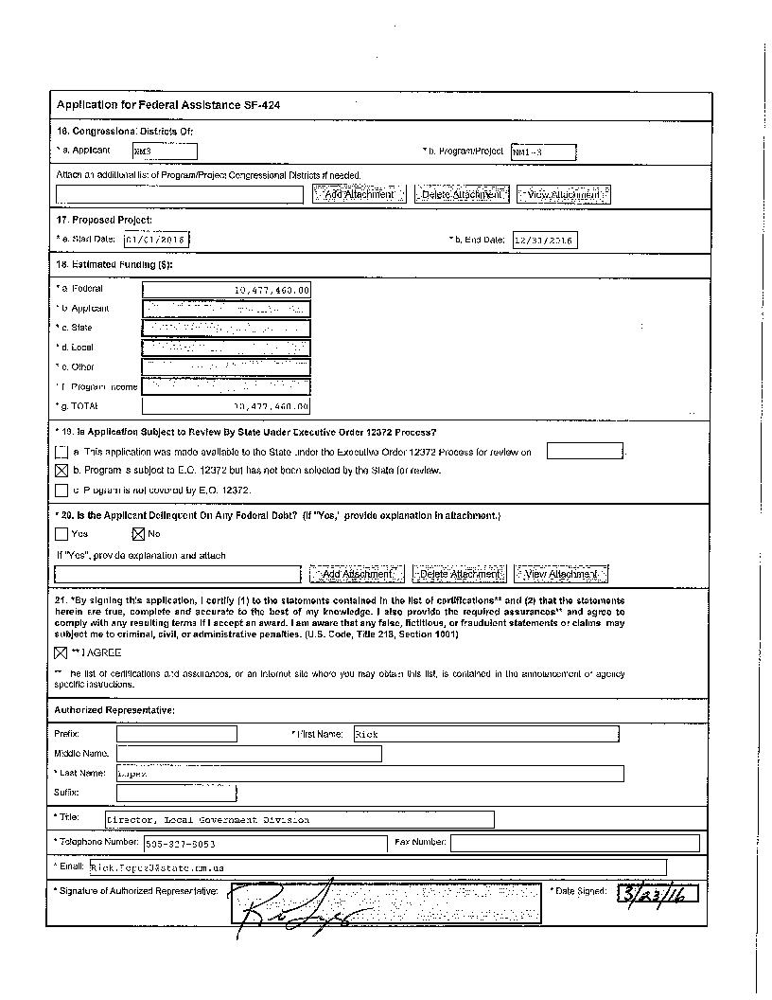 Application for Federal Assistance SF-424
16. Congressional Districts Of:
* a. Applicant NM3 * b. Program/Project NM1-3
Attach an additional list of Program/Project Congressional Districts if needed.
Add Attachment Delete Attachment View Attachment
17. Proposed Project:
* a. Start Date: 01/01/2016 * b. End Date: 12/31/2016
18. Estimated Funding ($):
* a. Federal 10,477,460.00
* b. Applicant
* c. State
* d. Local
* e. Other
* f. Program Income
* g. TOTAL 10,477,460.00
* 19. Is Application Subject to Review By State Under Executive Order 12372 Process?
a. This application was made available to the State under the Executive Order 12372 Process for review on .
b. Program is subject to E.O. 12372 but has not been selected by the State for review.
c. Program is not covered by E.O. 12372.
* 20. Is the Applicant Delinquent On Any Federal Debt? (If "Yes," provide explanation in attachment.)
Yes No
If "Yes", provide explanation and attach
Add Attachment Delete Attachment View Attachment
21. *By signing this application, I certify (1) to the statements contained in the list of certifications** and (2) that the statements
herein are true, complete and accurate to the best of my knowledge. I also provide the required assurances** and agree to
comply with any resulting terms if I accept an award. I am aware that any false, fictitious, or fraudulent statements or claims may
subject me to criminal, civil, or administrative penalties. (U.S. Code, Title 218, Section 1001)
** I AGREE
** The list of certifications and assurances, or an internet site where you may obtain this list, is contained in the announcement or agency
specific instructions.
Authorized Representative:
Prefix: * First Name: Rick
Middle Name:
* Last Name: Lopez
Suffix:
* Title: Director, Local Government Division
* Telephone Number: Fax Number:
* Email:
* Signature of Authorized Representative: * Date Signed: 3/23/16